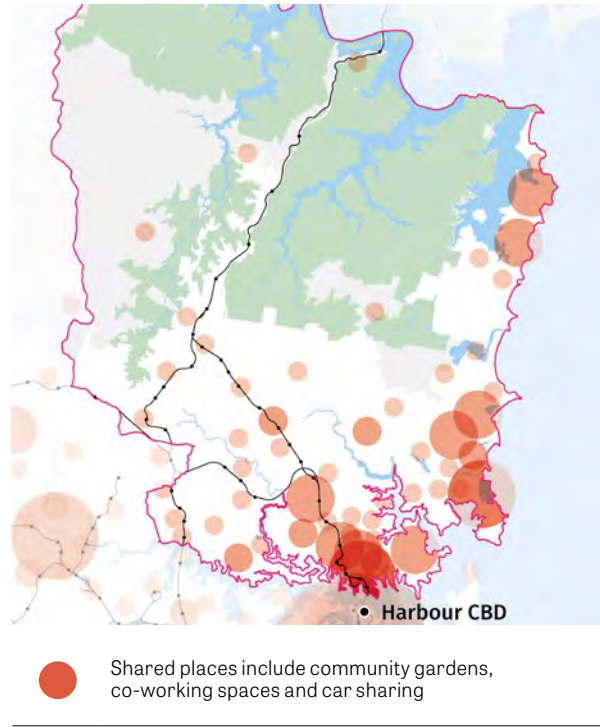 Harbour CBD
Shared places include community gardens,
co-working spaces and car sharing